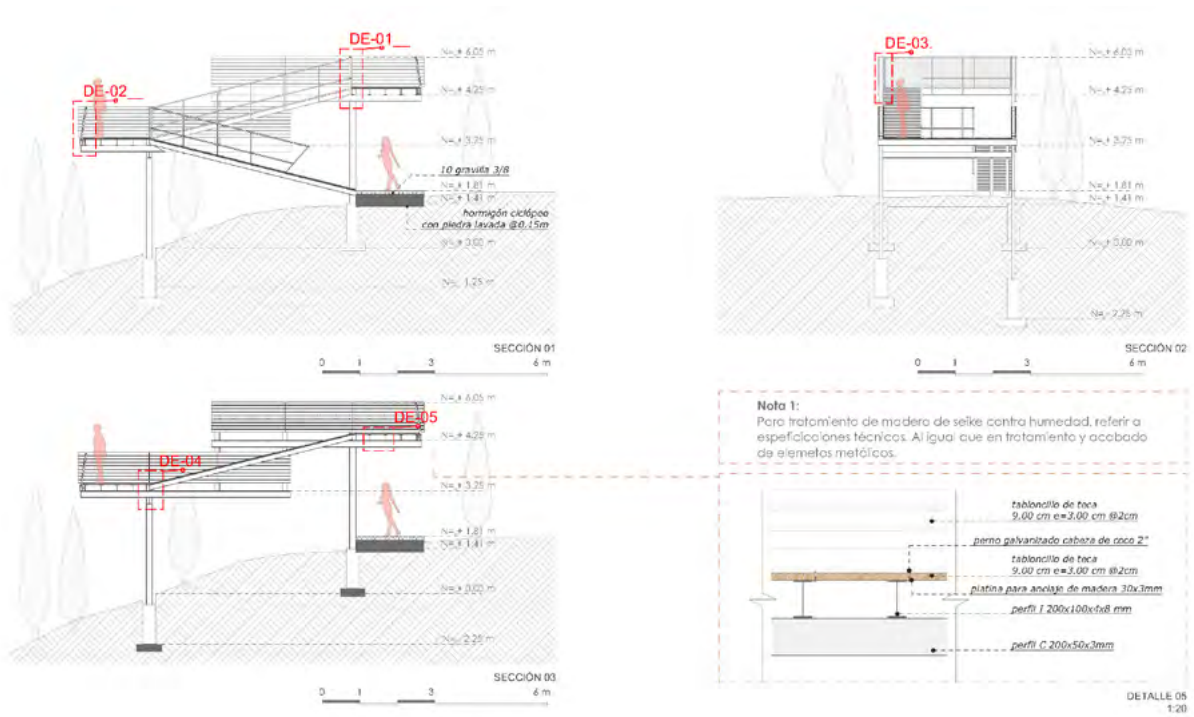 DE-01
DE-02
N=+ 6.05 m
N=+ 4.25 m
N=+ 3.25 m
10 gravilla 3/8
N=+ 1.81 m
N=+ 1.41 m
hormigón ciclópeo
con piedra lavada @0.15m
N=± 0.00 m
N=- 1.25 m
SECCIÓN 01
0 1 3 6 m
DE-03
N=+ 6.05 m
N=+ 4.25 m
N=+ 3.25 m
N=+ 1.81 m
N=+ 1.41 m
N=± 0.00 m
N=- 2.25 m
SECCIÓN 02
0 1 3 6 m
N=+ 6.05 m
DE-05
N=+ 4.25 m
DE-04
N=+ 3.25 m
N=+ 1.81 m
N=+ 1.41 m
N=± 0.00 m
N=- 2.25 m
SECCIÓN 03
0 1 3 6 m
Nota 1:
Para tratamiento de madera de seike contra humedad, referir a
espeficicaciones técnicas. Al igual que en tratamiento y acabado
de elemetos metálicos.
tabloncillo de teca
9.00 cm e=3.00 cm @2cm
perno galvanizado cabeza de coco 2"
tabloncillo de teca
9.00 cm e=3.00 cm @2cm
platina para anclaje de madera 30x3mm
perfil I 200x100x4x8 mm
perfil C 200x50x3mm
DETALLE 05
1:20